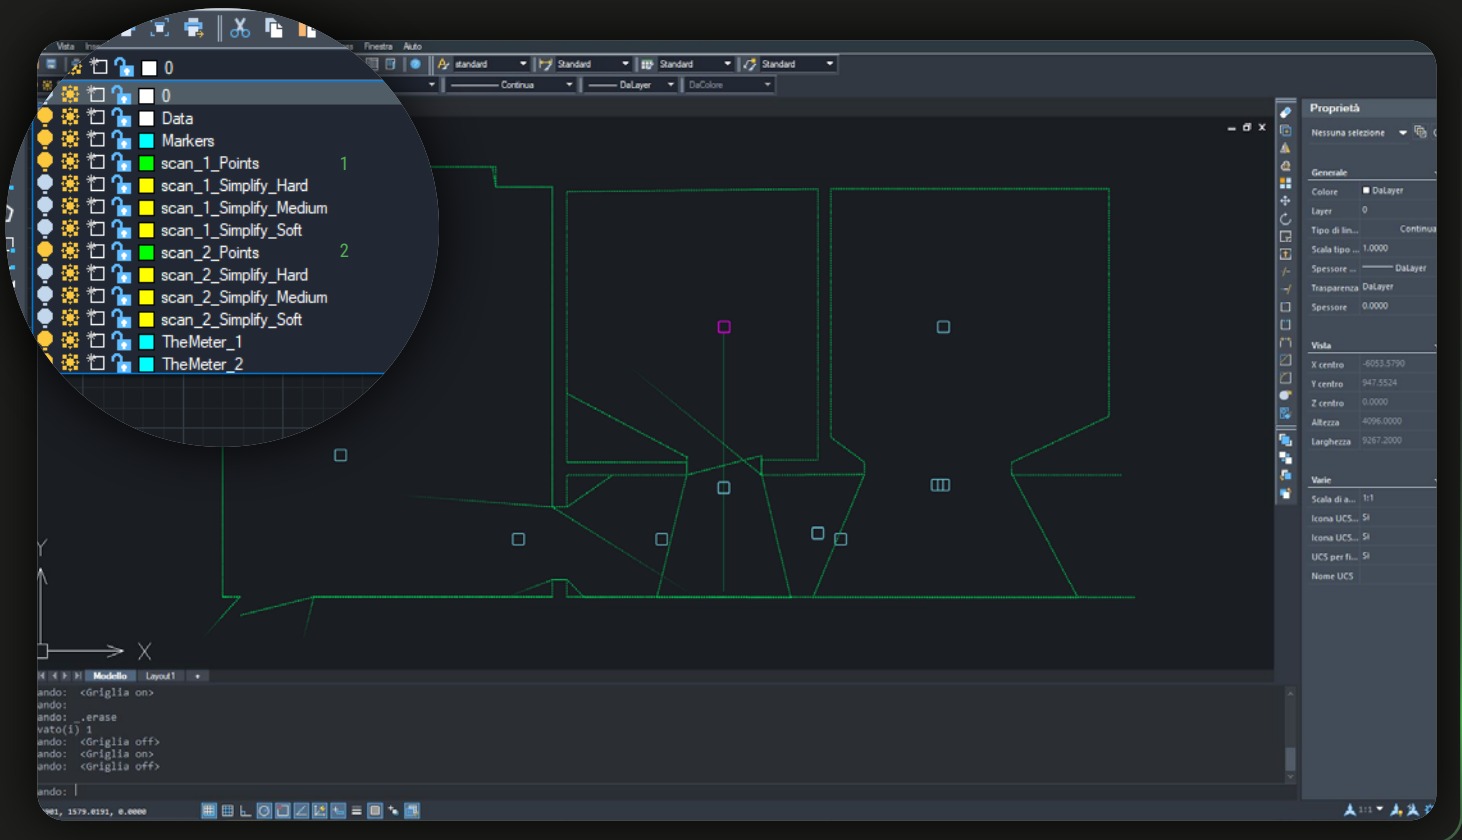 Vista
Finestra Aiuto
0
standard Standard Standard Standard
Continua DaLayer DaColore
0
Data
Markers
scan_1_Points 1
scan_1_Simplify_Hard
scan_1_Simplify_Medium
scan_1_Simplify_Soft
scan_2_Points 2
scan_2_Simplify_Hard
scan_2_Simplify_Medium
scan_2_Simplify_Soft
TheMeter_1
TheMeter_2
Proprietà
Nessuna selezione
Generale
Colore DaLayer
Layer 0
Tipo di lin... Continua
Scala tipo ... 1.0000
Spessore ... DaLayer
Trasparenza DaLayer
Spessore 0.0000
Vista
X centro -6053.5790
Y centro 947.5524
Z centro 0.0000
Altezza 4096.0000
Larghezza 9267.2000
Varie
Scala di a... 1:1
Icona UCS... Sì
Icona UCS... Sì
UCS per fi... Sì
Nome UCS
Y
X
Modello Layout1 +
ando: <Griglia on>
ando:
ando: _.erase
vato(i) 1
ando: <Griglia off>
ando: <Griglia on>
ando: <Griglia off>
ando:
1579.0191, 0.0000
1:1